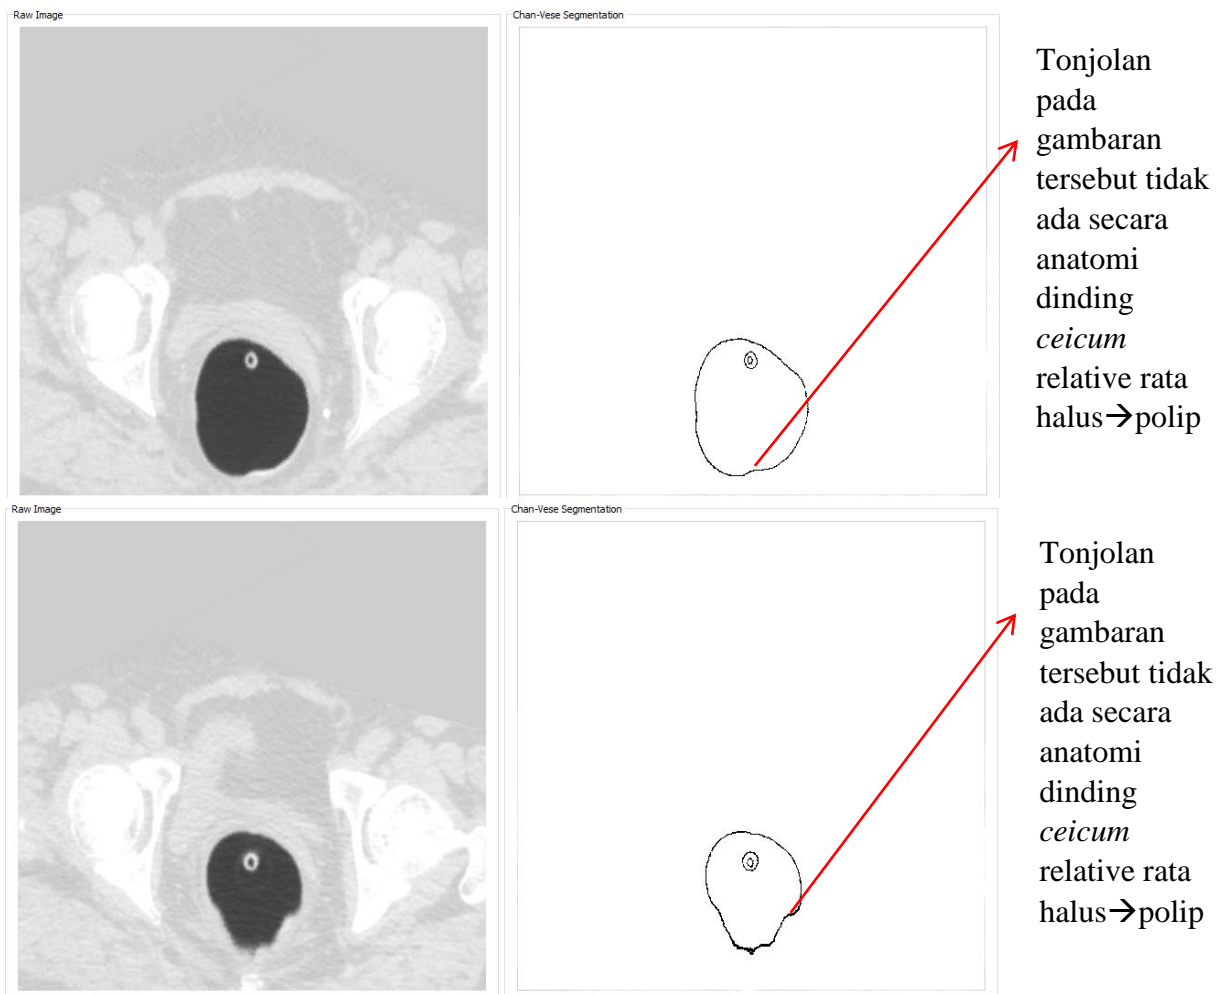 Raw Image
Chan-Vese Segmentation
Tonjolan
pada
gambaran
tersebut tidak
ada secara
anatomi
dinding
ceicum
relative rata
halus→polip
Raw Image
Chan-Vese Segmentation
Tonjolan
pada
gambaran
tersebut tidak
ada secara
anatomi
dinding
ceicum
relative rata
halus→polip